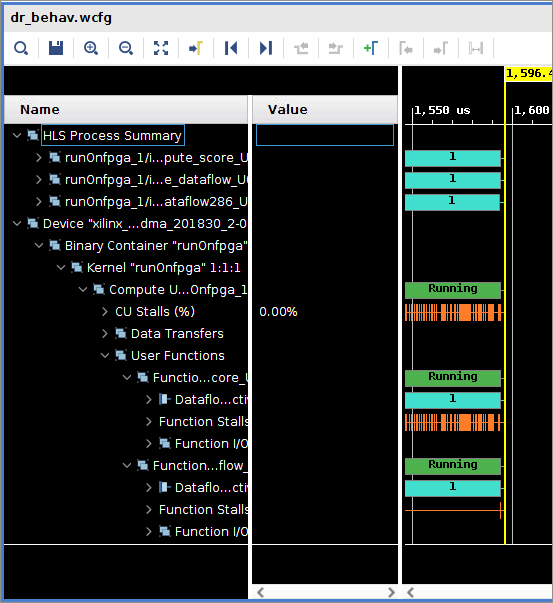 dr_behav.wcfg
1,596.4
Name Value 1,550 us 1,600
HLS Process Summary
runOnfpga_1/i...pute_score_U 1
runOnfpga_1/i...e_dataflow_U 1
runOnfpga_1/i...ataflow286_U 1
Device "xilinx_...dma_201830_2-0
Binary Container "runOnfpga"
Kernel "runOnfpga" 1:1:1
Compute U...Onfpga_1 Running
CU Stalls (%) 0.00%
Data Transfers
User Functions
Functio...core_U Running
Dataflo...ctiv 1
Function Stalls
Function I/O
Function...flow_ Running
Dataflo...ctiv 1
Function Stalls
Function I/O